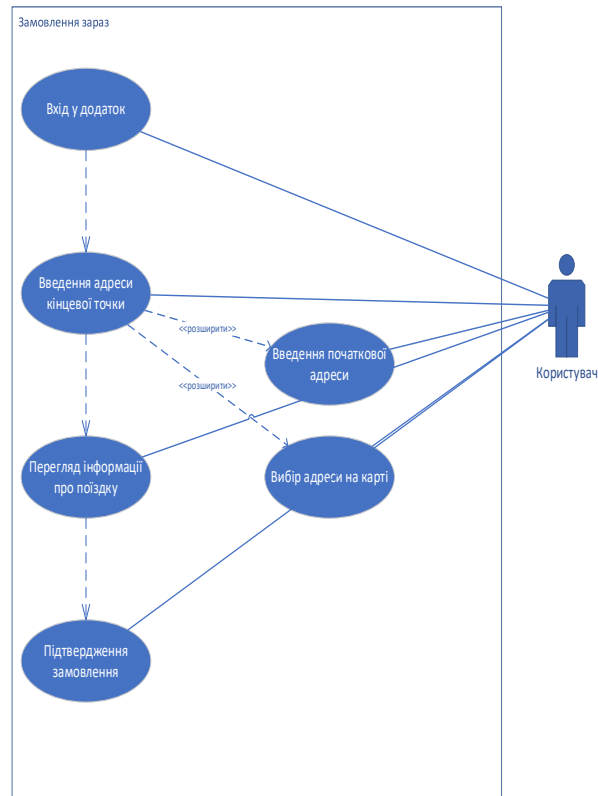 Замовлення зараз
Вхід у додаток
Введення адреси
кінцевої точки
<<розширити>>
Введення початкової
адреси
Користувач
<<розширити>>
Перегляд інформації
про поїздку
Вибір адреси на карті
Підтвердження
замовлення